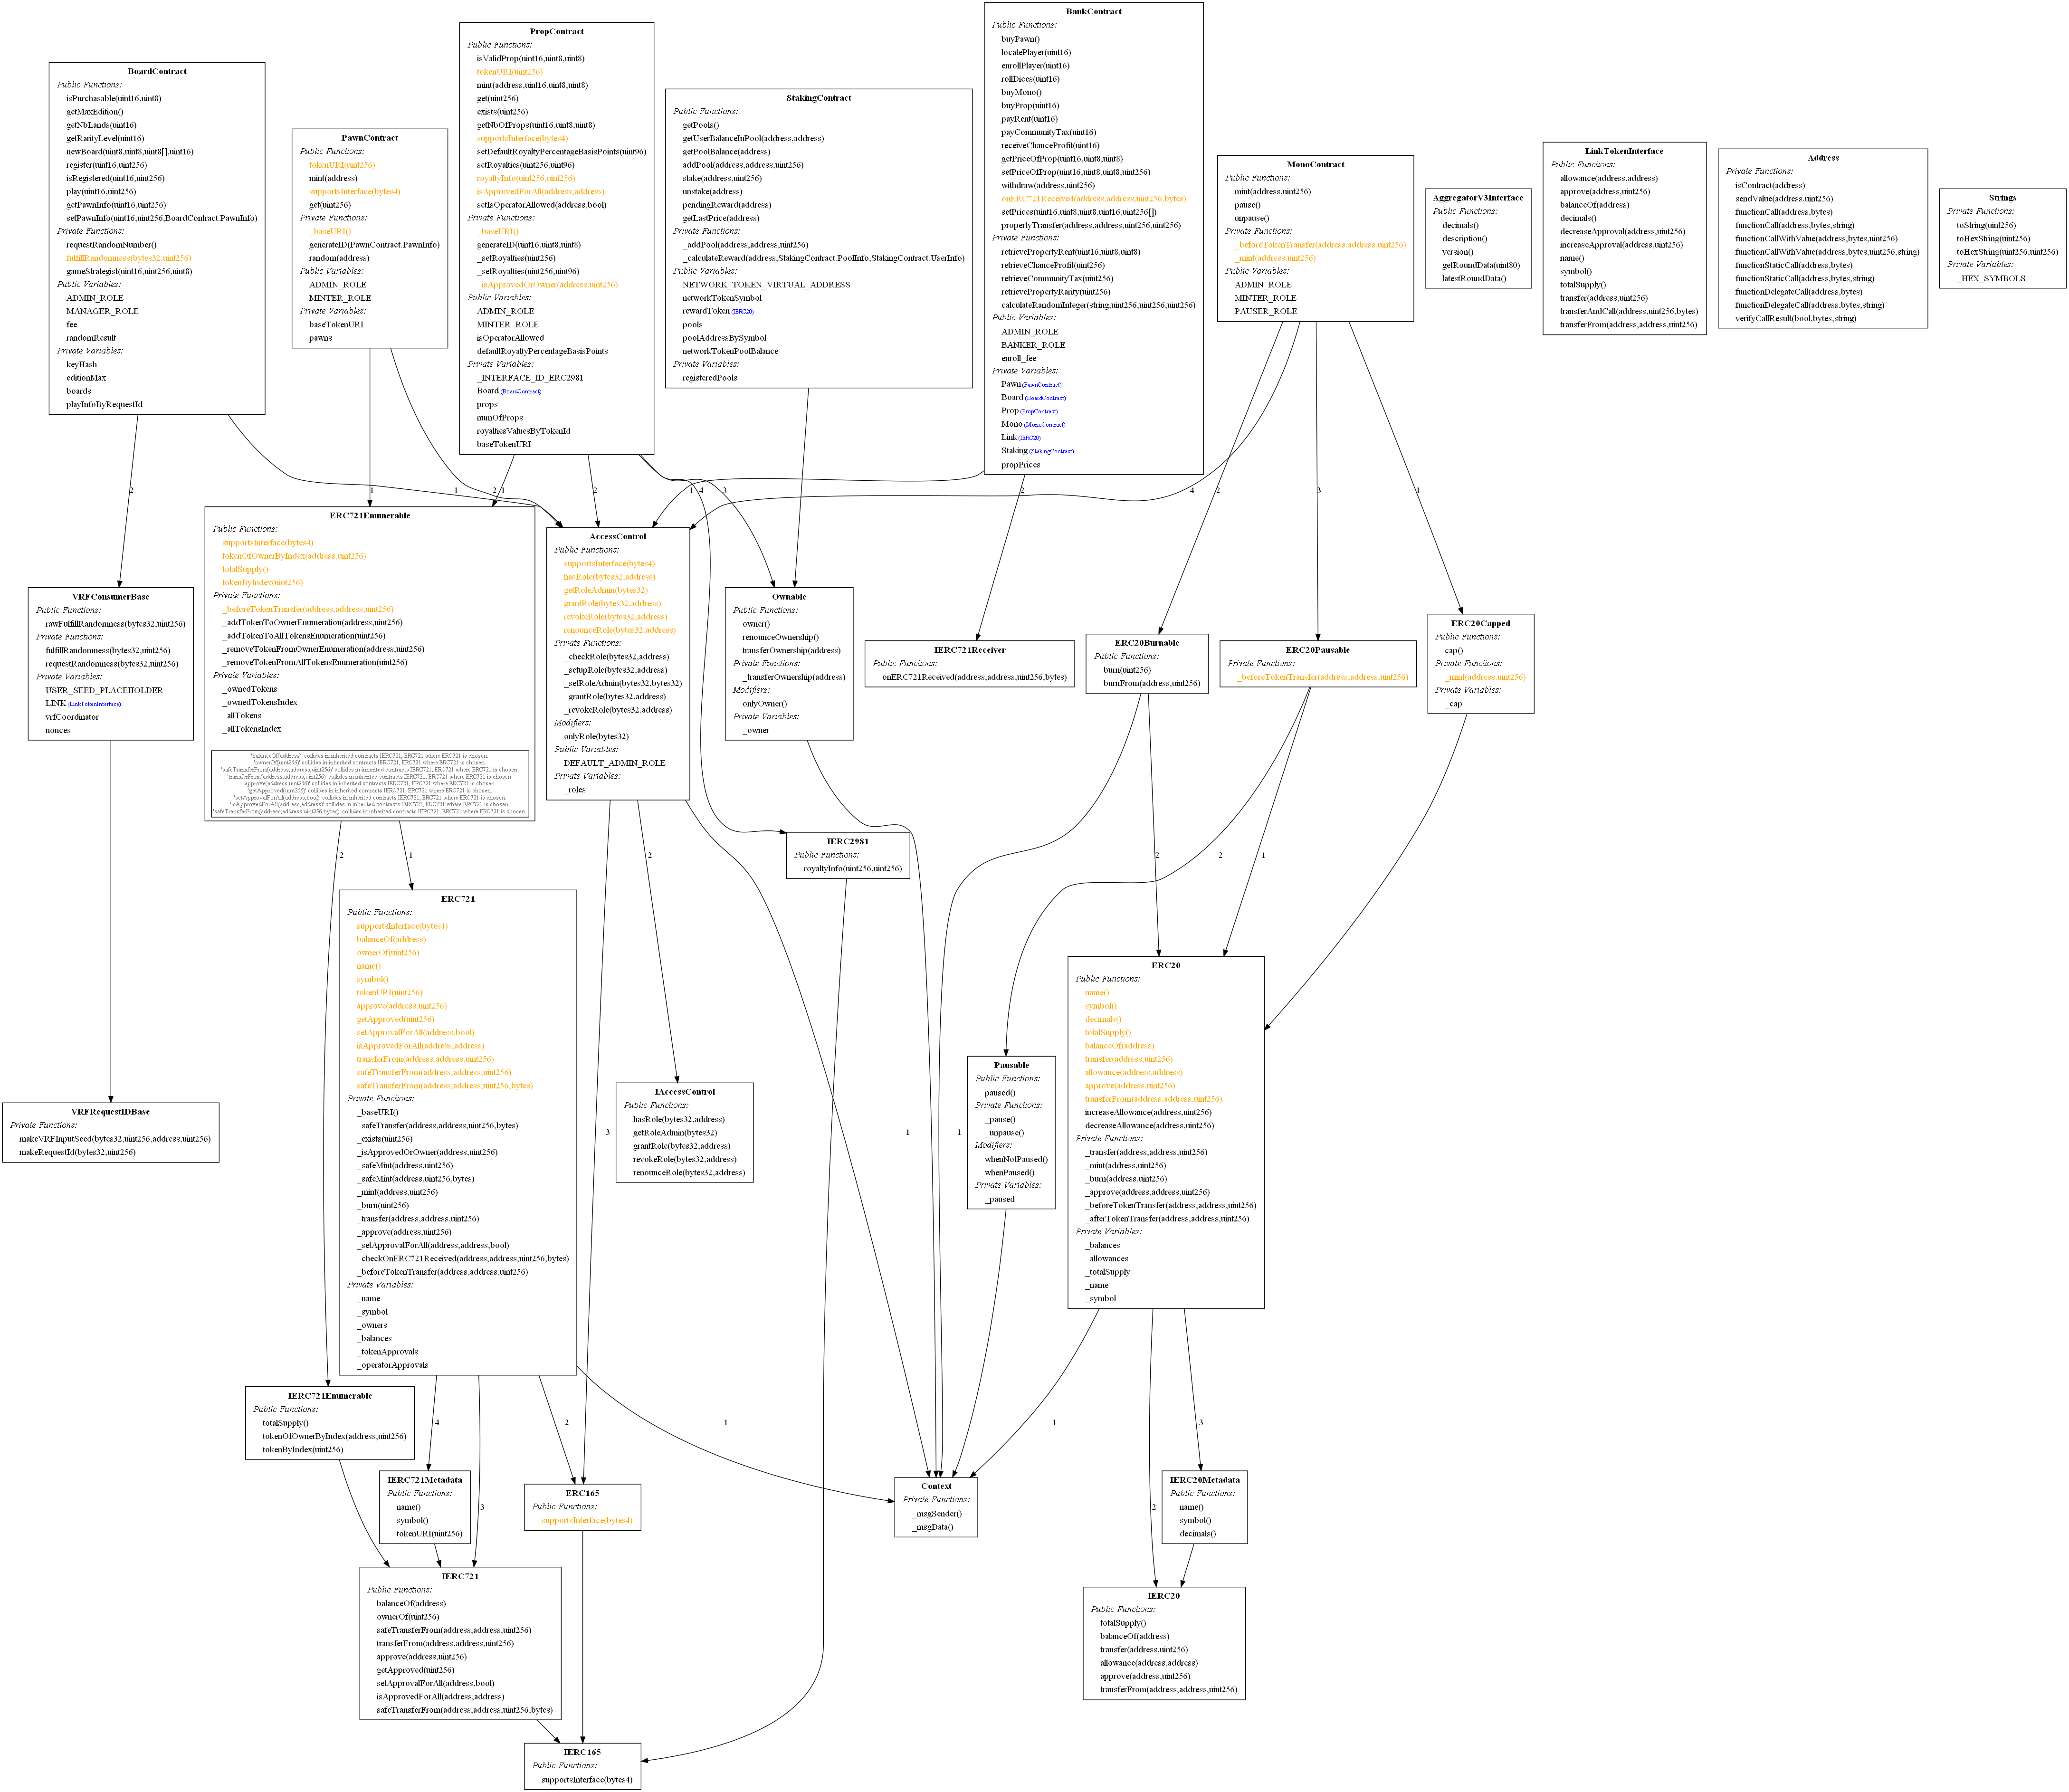 BankContract
Public Functions:
buyPawn()
locatePlayer(uint16)
enrollPlayer(uint16)
rollDices(uint16)
buyMono()
buyProp(uint16)
payRent(uint16)
payCommunityTax(uint16)
receiveChanceProfit(uint16)
getPriceOfProp(uint16,uint8,uint8)
setPriceOfProp(uint16,uint8,uint8,uint256)
withdraw(address,uint256)
onERC721Received(address,address,uint256,bytes)
setPrices(uint16,uint8,uint8,uint16,uint256[])
propertyTransfer(address,address,uint256,uint256)
Private Functions:
retrievePropertyRent(uint16,uint8,uint8)
retrieveChanceProfit(uint256)
retrieveCommunityTax(uint256)
retrievePropertyRarity(uint256)
calculateRandomInteger(string,uint256,uint256,uint256)
Public Variables:
ADMIN_ROLE
BANKER_ROLE
enroll_fee
Private Variables:
Pawn (PawnContract)
Board (BoardContract)
Prop (PropContract)
Mono (MonoContract)
Link (IERC20)
Staking (StakingContract)
propPrices
PropContract
Public Functions:
isValidProp(uint16,uint8,uint8)
tokenURI(uint256)
mint(address,uint16,uint8,uint8)
get(uint256)
exists(uint256)
getNbOfProps(uint16,uint8,uint8)
supportsInterface(bytes4)
setDefaultRoyaltyPercentageBasisPoints(uint96)
setRoyalties(uint256,uint96)
royaltyInfo(uint256,uint256)
isApprovedForAll(address,address)
setIsOperatorAllowed(address,bool)
Private Functions:
_baseURI()
generateID(uint16,uint8,uint8)
_setRoyalties(uint256)
_setRoyalties(uint256,uint96)
_isApprovedOrOwner(address,uint256)
Public Variables:
ADMIN_ROLE
MINTER_ROLE
isOperatorAllowed
defaultRoyaltyPercentageBasisPoints
Private Variables:
_INTERFACE_ID_ERC2981
Board (BoardContract)
props
numOfProps
royaltiesValuesByTokenId
baseTokenURI
BoardContract
Public Functions:
isPurchasable(uint16,uint8)
getMaxEdition()
getNbLands(uint16)
getRarityLevel(uint16)
newBoard(uint8,uint8,uint8[],uint16)
register(uint16,uint256)
isRegistered(uint16,uint256)
play(uint16,uint256)
getPawnInfo(uint16,uint256)
setPawnInfo(uint16,uint256,BoardContract.PawnInfo)
Private Functions:
requestRandomNumber()
fulfillRandomness(bytes32,uint256)
gameStrategist(uint16,uint256,uint8)
Public Variables:
ADMIN_ROLE
MANAGER_ROLE
fee
randomResult
Private Variables:
keyHash
editionMax
boards
playInfoByRequestId
PawnContract
Public Functions:
tokenURI(uint256)
mint(address)
supportsInterface(bytes4)
get(uint256)
Private Functions:
_baseURI()
generateID(PawnContract.PawnInfo)
random(address)
Public Variables:
ADMIN_ROLE
MINTER_ROLE
Private Variables:
baseTokenURI
pawns
StakingContract
Public Functions:
getPools()
getUserBalanceInPool(address,address)
getPoolBalance(address)
addPool(address,address,uint256)
stake(address,uint256)
unstake(address)
pendingReward(address)
getLastPrice(address)
Private Functions:
_addPool(address,address,uint256)
_calculateReward(address,StakingContract.PoolInfo,StakingContract.UserInfo)
Public Variables:
NETWORK_TOKEN_VIRTUAL_ADDRESS
networkTokenSymbol
rewardToken (IERC20)
pools
poolAddressBySymbol
networkTokenPoolBalance
Private Variables:
registeredPools
MonoContract
Public Functions:
mint(address,uint256)
pause()
unpause()
Private Functions:
_beforeTokenTransfer(address,address,uint256)
_mint(address,uint256)
Public Variables:
ADMIN_ROLE
MINTER_ROLE
PAUSER_ROLE
AggregatorV3Interface
Public Functions:
decimals()
description()
version()
getRoundData(uint80)
latestRoundData()
LinkTokenInterface
Public Functions:
allowance(address,address)
approve(address,uint256)
balanceOf(address)
decimals()
decreaseApproval(address,uint256)
increaseApproval(address,uint256)
name()
symbol()
totalSupply()
transfer(address,uint256)
transferAndCall(address,uint256,bytes)
transferFrom(address,address,uint256)
Address
Private Functions:
isContract(address)
sendValue(address,uint256)
functionCall(address,bytes)
functionCall(address,bytes,string)
functionCallWithValue(address,bytes,uint256)
functionCallWithValue(address,bytes,uint256,string)
functionStaticCall(address,bytes)
functionStaticCall(address,bytes,string)
functionDelegateCall(address,bytes)
functionDelegateCall(address,bytes,string)
verifyCallResult(bool,bytes,string)
Strings
Private Functions:
toString(uint256)
toHexString(uint256)
toHexString(uint256,uint256)
Private Variables:
_HEX_SYMBOLS
2
1
1
2
1
2
4
3
1
2
4
2
3
1
VRFConsumerBase
Public Functions:
rawFulfillRandomness(bytes32,uint256)
Private Functions:
fulfillRandomness(bytes32,uint256)
requestRandomness(bytes32,uint256)
Private Variables:
USER_SEED_PLACEHOLDER
LINK (LinkTokenInterface)
vrfCoordinator
nonces
ERC721Enumerable
Public Functions:
supportsInterface(bytes4)
tokenOfOwnerByIndex(address,uint256)
totalSupply()
tokenByIndex(uint256)
Private Functions:
_beforeTokenTransfer(address,address,uint256)
_addTokenToOwnerEnumeration(address,uint256)
_addTokenToAllTokensEnumeration(uint256)
_removeTokenFromOwnerEnumeration(address,uint256)
_removeTokenFromAllTokensEnumeration(uint256)
Private Variables:
_ownedTokens
_ownedTokensIndex
_allTokens
_allTokensIndex
'balanceOf(address)' collides in inherited contracts IERC721, ERC721 where ERC721 is chosen.
'ownerOf(uint256)' collides in inherited contracts IERC721, ERC721 where ERC721 is chosen.
'safeTransferFrom(address,address,uint256)' collides in inherited contracts IERC721, ERC721 where ERC721 is chosen.
'transferFrom(address,address,uint256)' collides in inherited contracts IERC721, ERC721 where ERC721 is chosen.
'approve(address,uint256)' collides in inherited contracts IERC721, ERC721 where ERC721 is chosen.
'getApproved(uint256)' collides in inherited contracts IERC721, ERC721 where ERC721 is chosen.
'setApprovalForAll(address,bool)' collides in inherited contracts IERC721, ERC721 where ERC721 is chosen.
'isApprovedForAll(address,address)' collides in inherited contracts IERC721, ERC721 where ERC721 is chosen.
'safeTransferFrom(address,address,uint256,bytes)' collides in inherited contracts IERC721, ERC721 where ERC721 is chosen.
AccessControl
Public Functions:
supportsInterface(bytes4)
hasRole(bytes32,address)
getRoleAdmin(bytes32)
grantRole(bytes32,address)
revokeRole(bytes32,address)
renounceRole(bytes32,address)
Private Functions:
_checkRole(bytes32,address)
_setupRole(bytes32,address)
_setRoleAdmin(bytes32,bytes32)
_grantRole(bytes32,address)
_revokeRole(bytes32,address)
Modifiers:
onlyRole(bytes32)
Public Variables:
DEFAULT_ADMIN_ROLE
Private Variables:
_roles
Ownable
Public Functions:
owner()
renounceOwnership()
transferOwnership(address)
Private Functions:
_transferOwnership(address)
Modifiers:
onlyOwner()
Private Variables:
_owner
IERC721Receiver
Public Functions:
onERC721Received(address,address,uint256,bytes)
ERC20Burnable
Public Functions:
burn(uint256)
burnFrom(address,uint256)
ERC20Pausable
Private Functions:
_beforeTokenTransfer(address,address,uint256)
ERC20Capped
Public Functions:
cap()
Private Functions:
_mint(address,uint256)
Private Variables:
_cap
IERC2981
Public Functions:
royaltyInfo(uint256,uint256)
2
1
2
2
2
1
ERC721
Public Functions:
supportsInterface(bytes4)
balanceOf(address)
ownerOf(uint256)
name()
symbol()
tokenURI(uint256)
approve(address,uint256)
getApproved(uint256)
setApprovalForAll(address,bool)
isApprovedForAll(address,address)
transferFrom(address,address,uint256)
safeTransferFrom(address,address,uint256)
safeTransferFrom(address,address,uint256,bytes)
Private Functions:
_baseURI()
_safeTransfer(address,address,uint256,bytes)
_exists(uint256)
_isApprovedOrOwner(address,uint256)
_safeMint(address,uint256)
_safeMint(address,uint256,bytes)
_mint(address,uint256)
_burn(uint256)
_transfer(address,address,uint256)
_approve(address,uint256)
_setApprovalForAll(address,address,bool)
_checkOnERC721Received(address,address,uint256,bytes)
_beforeTokenTransfer(address,address,uint256)
Private Variables:
_name
_symbol
_owners
_balances
_tokenApprovals
_operatorApprovals
ERC20
Public Functions:
name()
symbol()
decimals()
totalSupply()
balanceOf(address)
transfer(address,uint256)
allowance(address,address)
approve(address,uint256)
transferFrom(address,address,uint256)
increaseAllowance(address,uint256)
decreaseAllowance(address,uint256)
Private Functions:
_transfer(address,address,uint256)
_mint(address,uint256)
_burn(address,uint256)
_approve(address,address,uint256)
_beforeTokenTransfer(address,address,uint256)
_afterTokenTransfer(address,address,uint256)
Private Variables:
_balances
_allowances
_totalSupply
_name
_symbol
Pausable
Public Functions:
paused()
Private Functions:
_pause()
_unpause()
Modifiers:
whenNotPaused()
whenPaused()
Private Variables:
_paused
IAccessControl
Public Functions:
hasRole(bytes32,address)
getRoleAdmin(bytes32)
grantRole(bytes32,address)
revokeRole(bytes32,address)
renounceRole(bytes32,address)
VRFRequestIDBase
Private Functions:
makeVRFInputSeed(bytes32,uint256,address,uint256)
makeRequestId(bytes32,uint256)
3
1
1
IERC721Enumerable
Public Functions:
totalSupply()
tokenOfOwnerByIndex(address,uint256)
tokenByIndex(uint256)
4
2
1
1
3
IERC721Metadata
Public Functions:
name()
symbol()
tokenURI(uint256)
3
ERC165
Public Functions:
supportsInterface(bytes4)
Context
Private Functions:
_msgSender()
_msgData()
2
IERC20Metadata
Public Functions:
name()
symbol()
decimals()
IERC721
Public Functions:
balanceOf(address)
ownerOf(uint256)
safeTransferFrom(address,address,uint256)
transferFrom(address,address,uint256)
approve(address,uint256)
getApproved(uint256)
setApprovalForAll(address,bool)
isApprovedForAll(address,address)
safeTransferFrom(address,address,uint256,bytes)
IERC20
Public Functions:
totalSupply()
balanceOf(address)
transfer(address,uint256)
allowance(address,address)
approve(address,uint256)
transferFrom(address,address,uint256)
IERC165
Public Functions:
supportsInterface(bytes4)